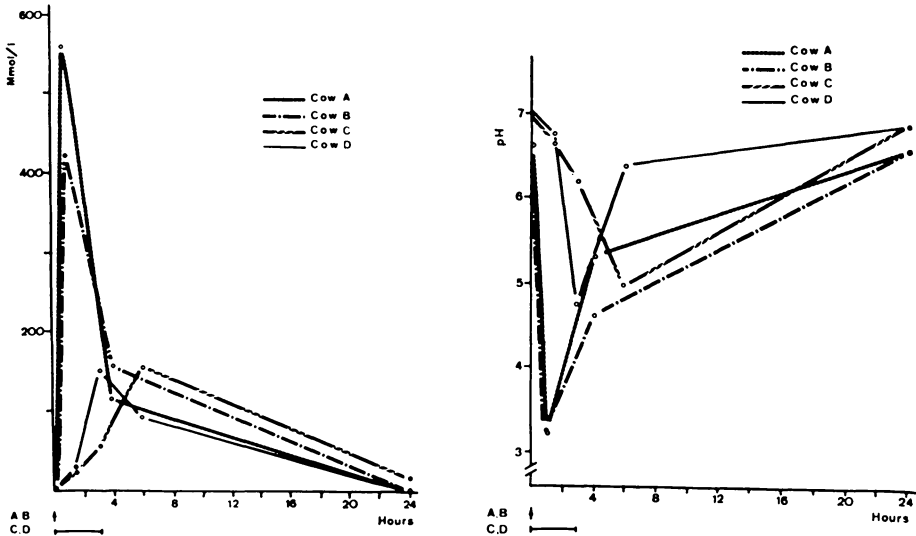 600
Mmol/l
Cow A
Cow B
Cow C
Cow D
400
200
4
8
12
16
20
24
Hours
A,B
C,D
Cow A
Cow B
Cow C
Cow D
7
pH
6
5
4
3
4
8
12
16
20
24
Hours
A,B
C,D